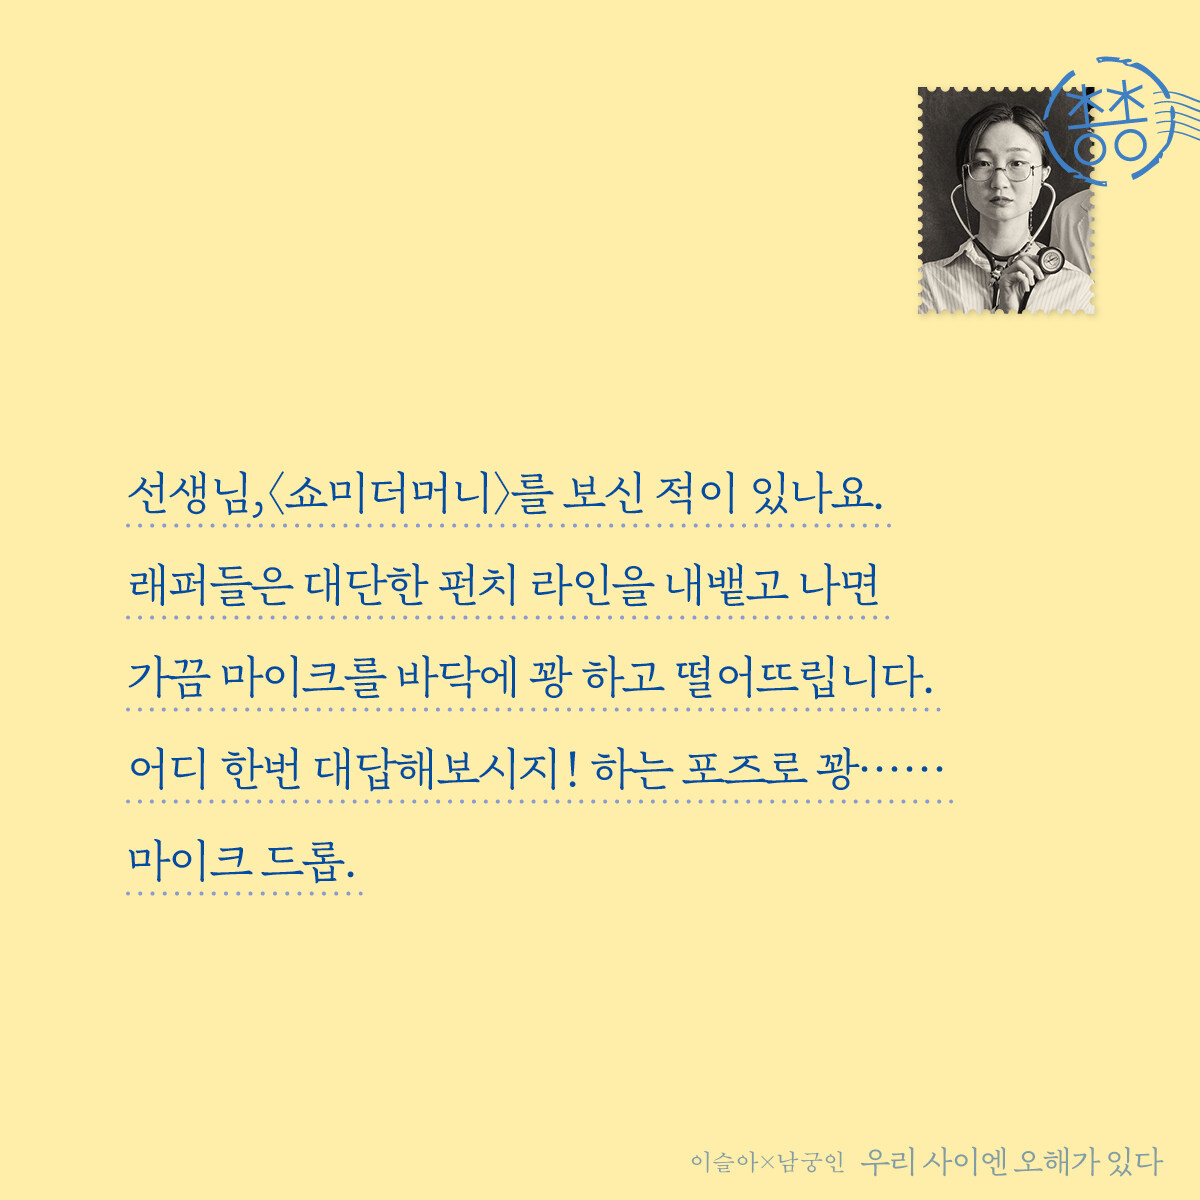 총총
선생님,〈쇼미더머니〉를 보신 적이 있나요.
래퍼들은 대단한 펀치 라인을 내뱉고 나면
가끔 마이크를 바닥에 꽝 하고 떨어뜨립니다.
어디 한번 대답해보시지! 하는 포즈로 꽝……
마이크 드롭.
이슬아×남궁인 우리 사이엔 오해가 있다